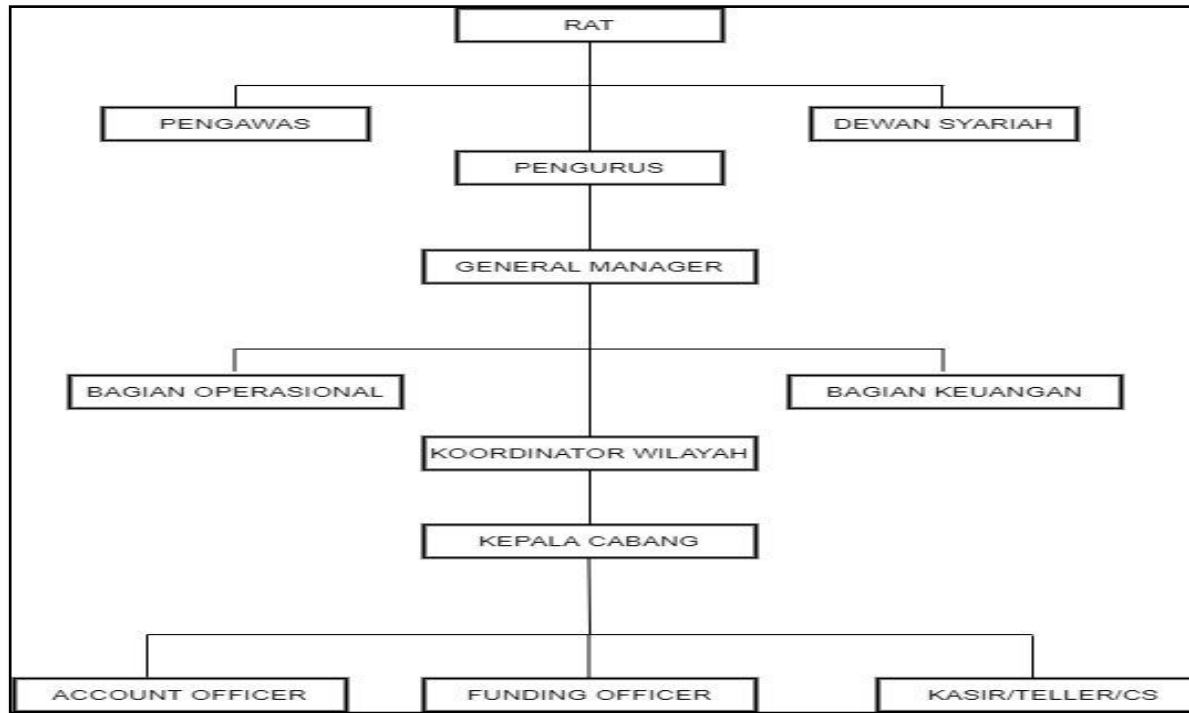 RAT
PENGAWAS
DEWAN SYARIAH
PENGURUS
GENERAL MANAGER
BAGIAN OPERASIONAL
BAGIAN KEUANGAN
KOORDINATOR WILAYAH
KEPALA CABANG
ACCOUNT OFFICER
FUNDING OFFICER
KASIR/TELLER/CS